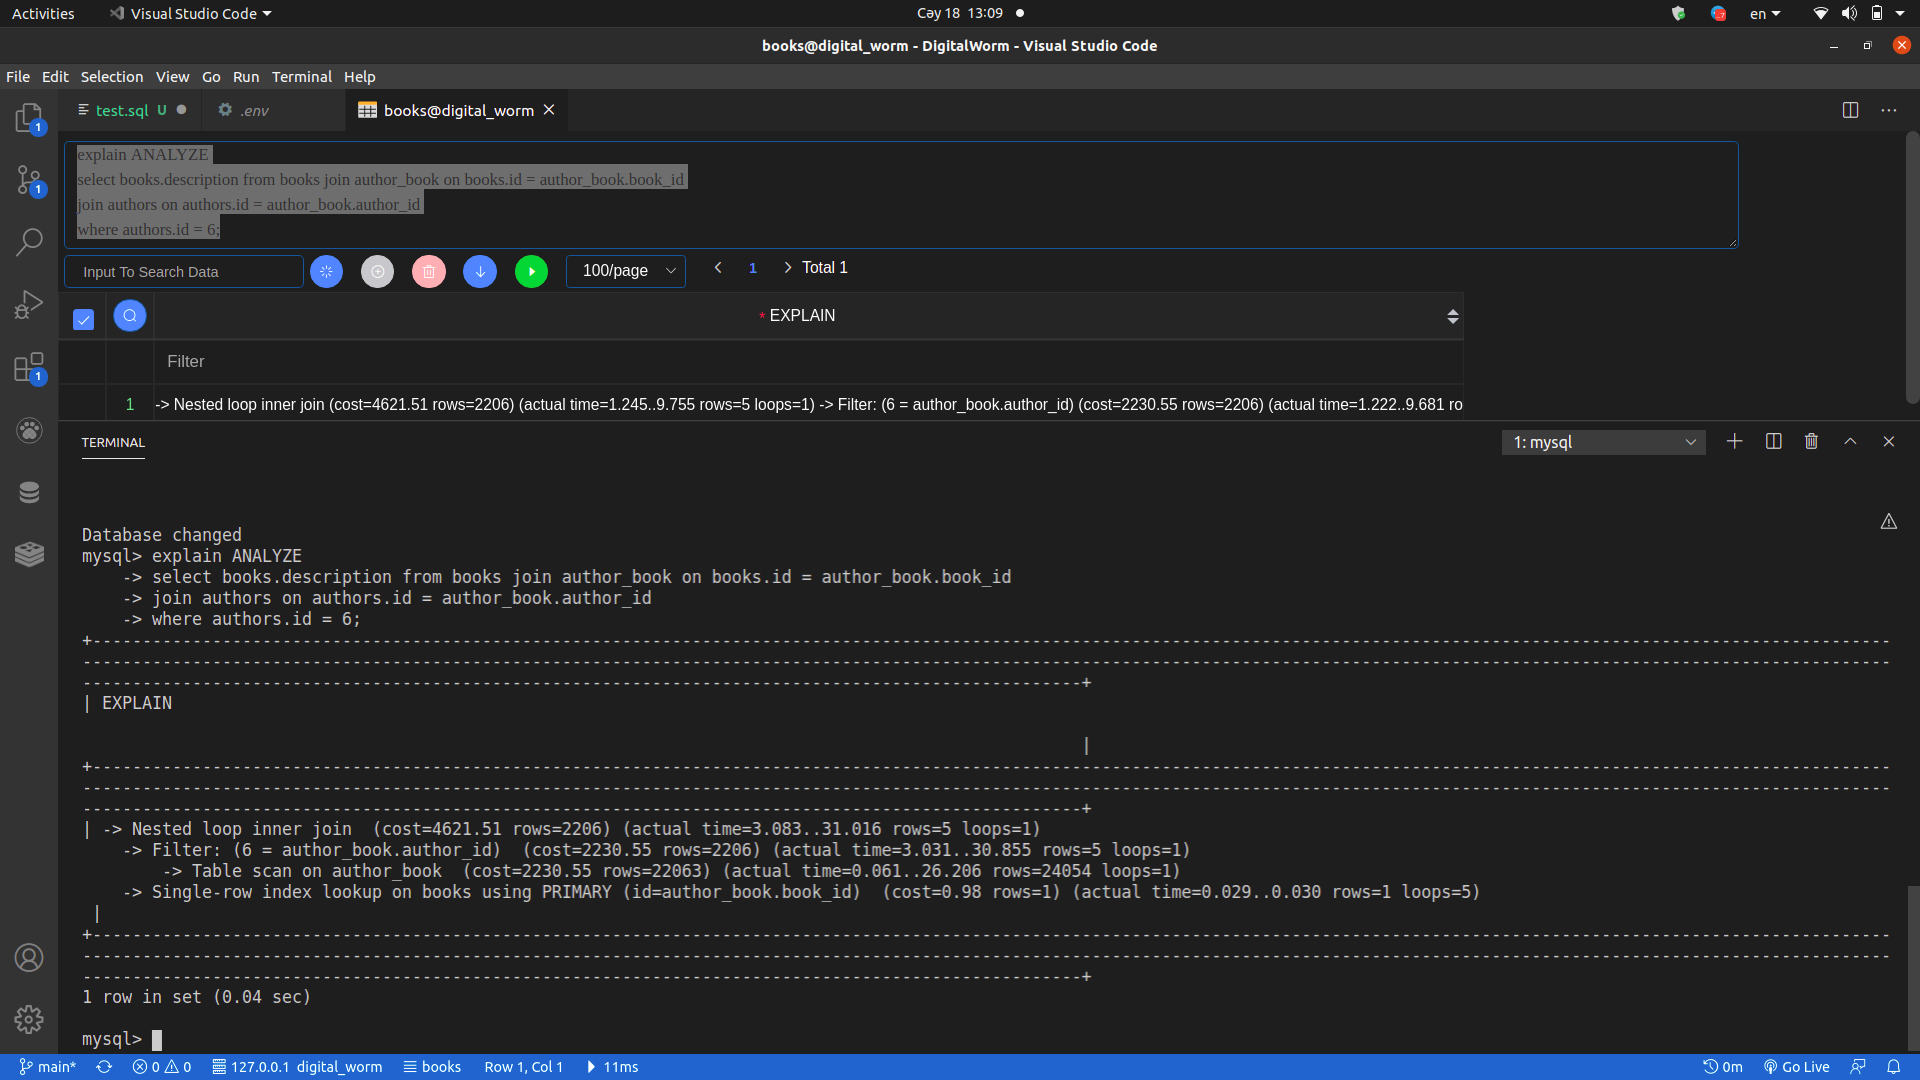 Activities Visual Studio Code Cəy 18 13:09 en
books@digital_worm - DigitalWorm - Visual Studio Code
File Edit Selection View Go Run Terminal Help
test.sql U .env books@digital_worm
explain ANALYZE
select books.description from books join author_book on books.id = author_book.book_id
join authors on authors.id = author_book.author_id
where authors.id = 6;
Input To Search Data 100/page 1 Total 1
* EXPLAIN
Filter
1 -> Nested loop inner join (cost=4621.51 rows=2206) (actual time=1.245..9.755 rows=5 loops=1) -> Filter: (6 = author_book.author_id) (cost=2230.55 rows=2206) (actual time=1.222..9.681 ro
TERMINAL 1: mysql
Database changed
mysql> explain ANALYZE
-> select books.description from books join author_book on books.id = author_book.book_id
-> join authors on authors.id = author_book.author_id
-> where authors.id = 6;
| EXPLAIN
|
| -> Nested loop inner join (cost=4621.51 rows=2206) (actual time=3.083..31.016 rows=5 loops=1)
-> Filter: (6 = author_book.author_id) (cost=2230.55 rows=2206) (actual time=3.031..30.855 rows=5 loops=1)
-> Table scan on author_book (cost=2230.55 rows=22063) (actual time=0.061..26.206 rows=24054 loops=1)
-> Single-row index lookup on books using PRIMARY (id=author_book.book_id) (cost=0.98 rows=1) (actual time=0.029..0.030 rows=1 loops=5)
|
1 row in set (0.04 sec)
mysql>
main* 0 0 127.0.0.1 digital_worm books Row 1, Col 1 11ms 0m Go Live